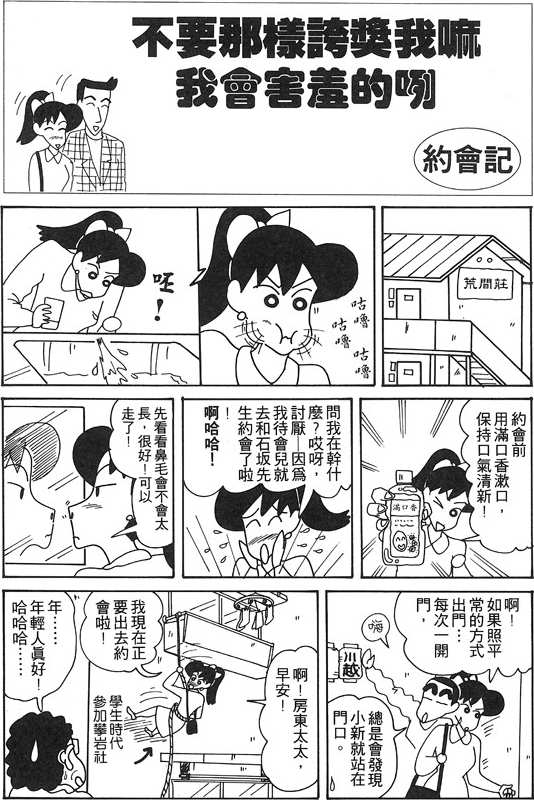 不要那樣誇獎我嘛
我會害羞的咧
約會記
荒間莊
咕嚕
咕嚕
咕嚕
呸！
約會前
用滿口香漱口，
保持口氣清新！
滿口香
問我在幹什
麼？哎呀，
討厭—因為
我待會兒就
去和石坂先
生約會了啦
！
啊哈哈！
先看看鼻毛會不會太
長，很好！可以
走了！
啊！
如果照平
常的方式
出門…
每次一開
門，
嗨
川越
總是會發現
小新就站在
門口。
啊！房東太太，
早安！
我現在正
要出去約
會啦！
學生時代
參加攀岩社
年……
年輕人真好！
哈哈哈……